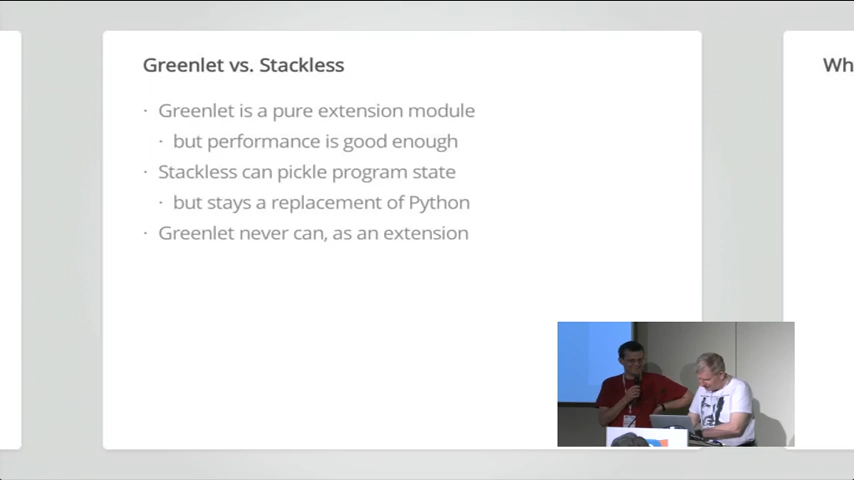 Greenlet vs. Stackless
· Greenlet is a pure extension module
· but performance is good enough
· Stackless can pickle program state
· but stays a replacement of Python
· Greenlet never can, as an extension
Wh